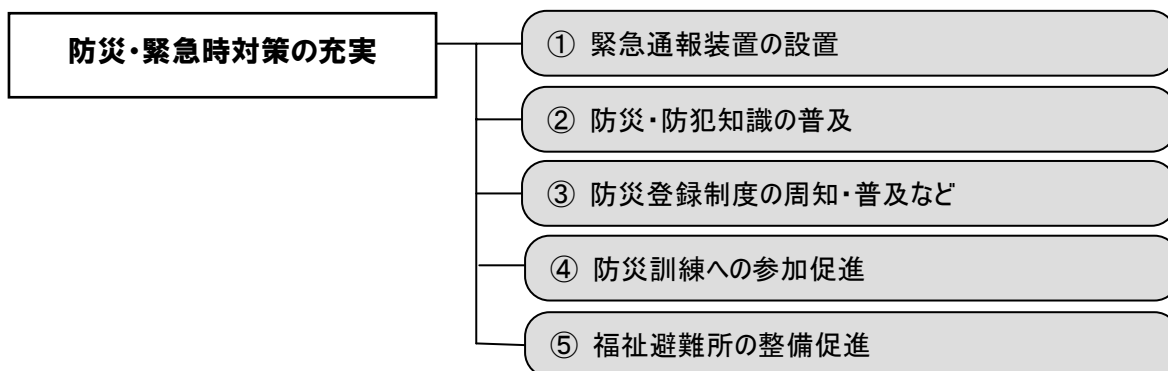 防災・緊急時対策の充実
① 緊急通報装置の設置
② 防災・防犯知識の普及
③ 防災登録制度の周知・普及など
④ 防災訓練への参加促進
⑤ 福祉避難所の整備促進